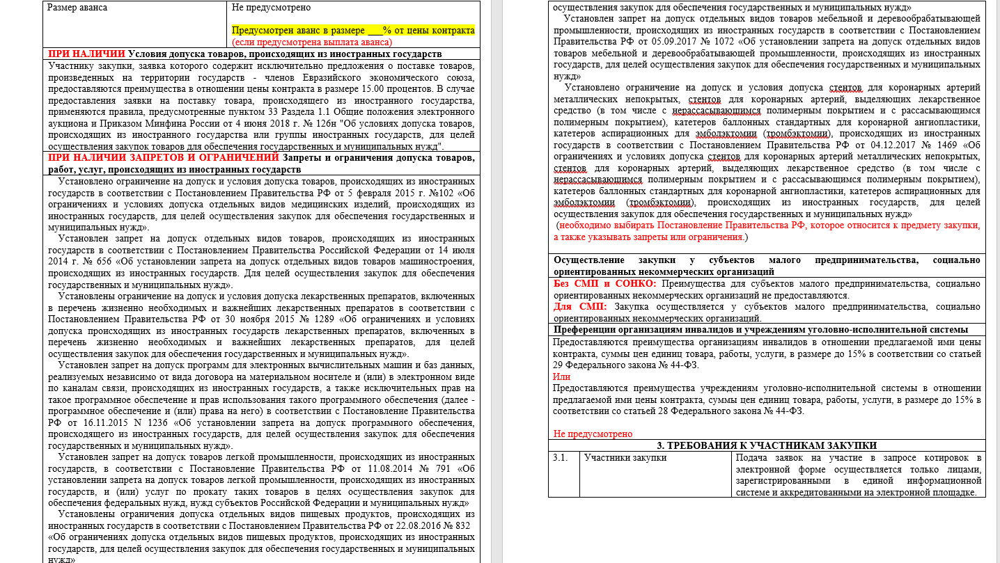 Размер аванса
Не предусмотрено
Предусмотрен аванс в размере ___% от цены контракта
(если предусмотрена выплата аванса)
ПРИ НАЛИЧИИ Условия допуска товаров, происходящих из иностранных государств
Участнику закупки, заявка которого содержит исключительно предложения о поставке товаров,
произведенных на территории государств - членов Евразийского экономического союза,
предоставляются преимущества в отношении цены контракта в размере 15.00 процентов. В случае
предоставления заявки на поставку товара, происходящего из иностранного государства,
применяются правила, предусмотренные пунктом 33 Раздела 1.1 Общие положения электронного
аукциона и Приказом Минфина России от 4 июня 2018 г. № 126н "Об условиях допуска товаров,
происходящих из иностранного государства или группы иностранных государств, для целей
осуществления закупок товаров для обеспечения государственных и муниципальных нужд".
ПРИ НАЛИЧИИ ЗАПРЕТОВ И ОГРАНИЧЕНИЙ Запреты и ограничения допуска товаров,
работ, услуг, происходящих из иностранных государств
Установлено ограничение на допуск и условия допуска товаров, происходящих из иностранных
государств в соответствии с Постановлением Правительства РФ от 5 февраля 2015 г. №102 «Об
ограничениях и условиях допуска отдельных видов медицинских изделий, происходящих из
иностранных государств, для целей осуществления закупок для обеспечения государственных и
муниципальных нужд».
Установлен запрет на допуск отдельных видов товаров, происходящих из иностранных
государств в соответствии с Постановлением Правительства Российской Федерации от 14 июля
2014 г. № 656 «Об установлении запрета на допуск отдельных видов товаров машиностроения,
происходящих из иностранных государств. Для целей осуществления закупок для обеспечения
государственных и муниципальных нужд».
Установлены ограничение на допуск и условия допуска лекарственных препаратов, включенных
в перечень жизненно необходимых и важнейших лекарственных препаратов в соответствии с
Постановлением Правительства РФ от 30 ноября 2015 № 1289 «Об ограничениях и условиях
допуска происходящих из иностранных государств лекарственных препаратов, включенных в
перечень жизненно необходимых и важнейших лекарственных препаратов, для целей
осуществления закупок для обеспечения государственных и муниципальных нужд».
Установлен запрет на допуск программ для электронных вычислительных машин и баз данных,
реализуемых независимо от вида договора на материальном носителе и (или) в электронном виде
по каналам связи, происходящих из иностранных государств, а также исключительных прав на
такое программное обеспечение и прав использования такого программного обеспечения (далее -
программное обеспечение и (или) права на него) в соответствии с Постановление Правительства
РФ от 16.11.2015 N 1236 «Об установлении запрета на допуск программного обеспечения,
происходящего из иностранных государств, для целей осуществления закупок для обеспечения
государственных и муниципальных нужд».
Установлен запрет на допуск товаров легкой промышленности, происходящих из иностранных
государств, в соответствии с Постановление Правительства РФ от 11.08.2014 № 791 «Об
установлении запрета на допуск товаров легкой промышленности, происходящих из иностранных
государств, и (или) услуг по прокату таких товаров в целях осуществления закупок для
обеспечения федеральных нужд, нужд субъектов Российской Федерации и муниципальных нужд»
Установлены ограничения допуска отдельных видов пищевых продуктов, происходящих из
иностранных государств в соответствии с Постановлением Правительства РФ от 22.08.2016 № 832
«Об ограничениях допуска отдельных видов пищевых продуктов, происходящих из иностранных
государств, для целей осуществления закупок для обеспечения государственных и муниципальных
нужд»
осуществления закупок для обеспечения государственных и муниципальных нужд»
Установлен запрет на допуск отдельных видов товаров мебельной и деревообрабатывающей
промышленности, происходящих из иностранных государств в соответствии с Постановлением
Правительства РФ от 05.09.2017 № 1072 «Об установлении запрета на допуск отдельных видов
товаров мебельной и деревообрабатывающей промышленности, происходящих из иностранных
государств, для целей осуществления закупок для обеспечения государственных и муниципальных
нужд»
Установлено ограничение на допуск и условия допуска стентов для коронарных артерий
металлических непокрытых, стентов для коронарных артерий, выделяющих лекарственное
средство (в том числе с нерассасывающимся полимерным покрытием и с рассасывающимся
полимерным покрытием), катетеров баллонных стандартных для коронарной ангиопластики,
катетеров аспирационных для эмболэктомии (тромбэктомии), происходящих из иностранных
государств в соответствии с Постановлением Правительства РФ от 04.12.2017 № 1469 «Об
ограничениях и условиях допуска стентов для коронарных артерий металлических непокрытых,
стентов для коронарных артерий, выделяющих лекарственное средство (в том числе с
нерассасывающимся полимерным покрытием и с рассасывающимся полимерным покрытием),
катетеров баллонных стандартных для коронарной ангиопластики, катетеров аспирационных для
эмболэктомии (тромбэктомии), происходящих из иностранных государств, для целей
осуществления закупок для обеспечения государственных и муниципальных нужд»
(необходимо выбирать Постановление Правительства РФ, которое относится к предмету закупки,
а также указывать запреты или ограничения.)
Осуществление закупки у субъектов малого предпринимательства, социально
ориентированных некоммерческих организаций
Без СМП и СОНКО: Преимущества для субъектов малого предпринимательства, социально
ориентированных некоммерческих организаций не предоставляются.
Для СМП: Закупка осуществляется у субъектов малого предпринимательства, социально
ориентированных некоммерческих организаций.
Преференции организациям инвалидов и учреждениям уголовно-исполнительной системы
Предоставляются преимущества организациям инвалидов в отношении предлагаемой ими цены
контракта, суммы цен единиц товара, работы, услуги, в размере до 15% в соответствии со статьей
29 Федерального закона № 44-ФЗ.
Или
Предоставляются преимущества учреждениям уголовно-исполнительной системы в отношении
предлагаемой ими цены контракта, суммы цен единиц товара, работы, услуги, в размере до 15% в
соответствии со статьей 28 Федерального закона № 44-ФЗ.
Не предусмотрено
3. ТРЕБОВАНИЯ К УЧАСТНИКАМ ЗАКУПКИ
3.1.
Участники закупки
Подача заявок на участие в запросе котировок в
электронной форме осуществляется только лицами,
зарегистрированными в единой информационной
системе и аккредитованными на электронной площадке.